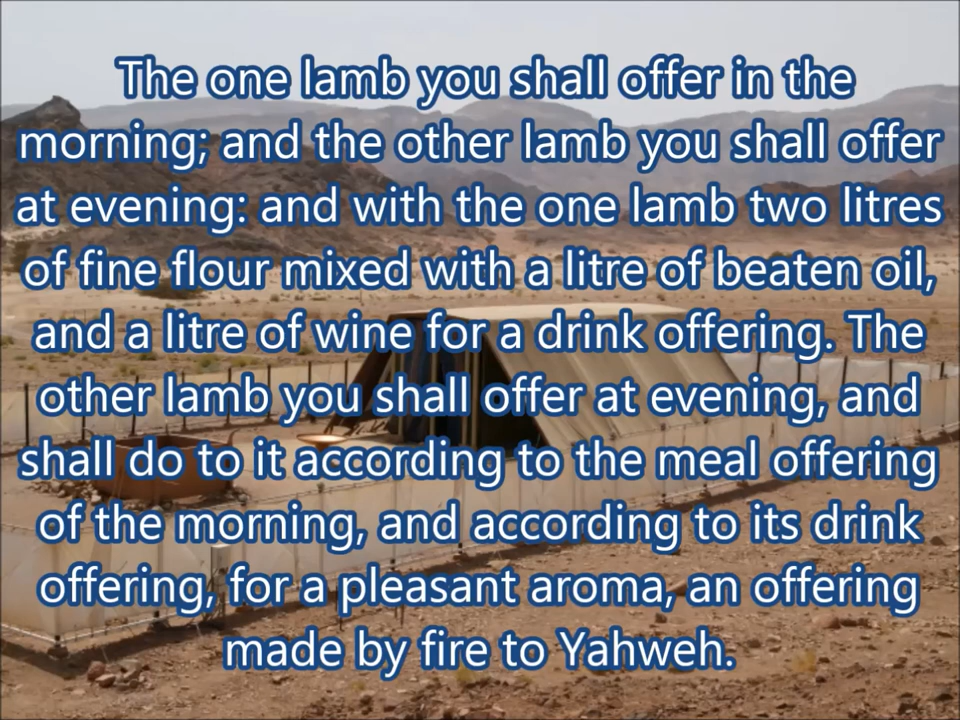 The one lamb you shall offer in the
morning; and the other lamb you shall offer
at evening: and with the one lamb two litres
of fine flour mixed with a litre of beaten oil,
and a litre of wine for a drink offering. The
other lamb you shall offer at evening, and
shall do to it according to the meal offering
of the morning, and according to its drink
offering, for a pleasant aroma, an offering
made by fire to Yahweh.